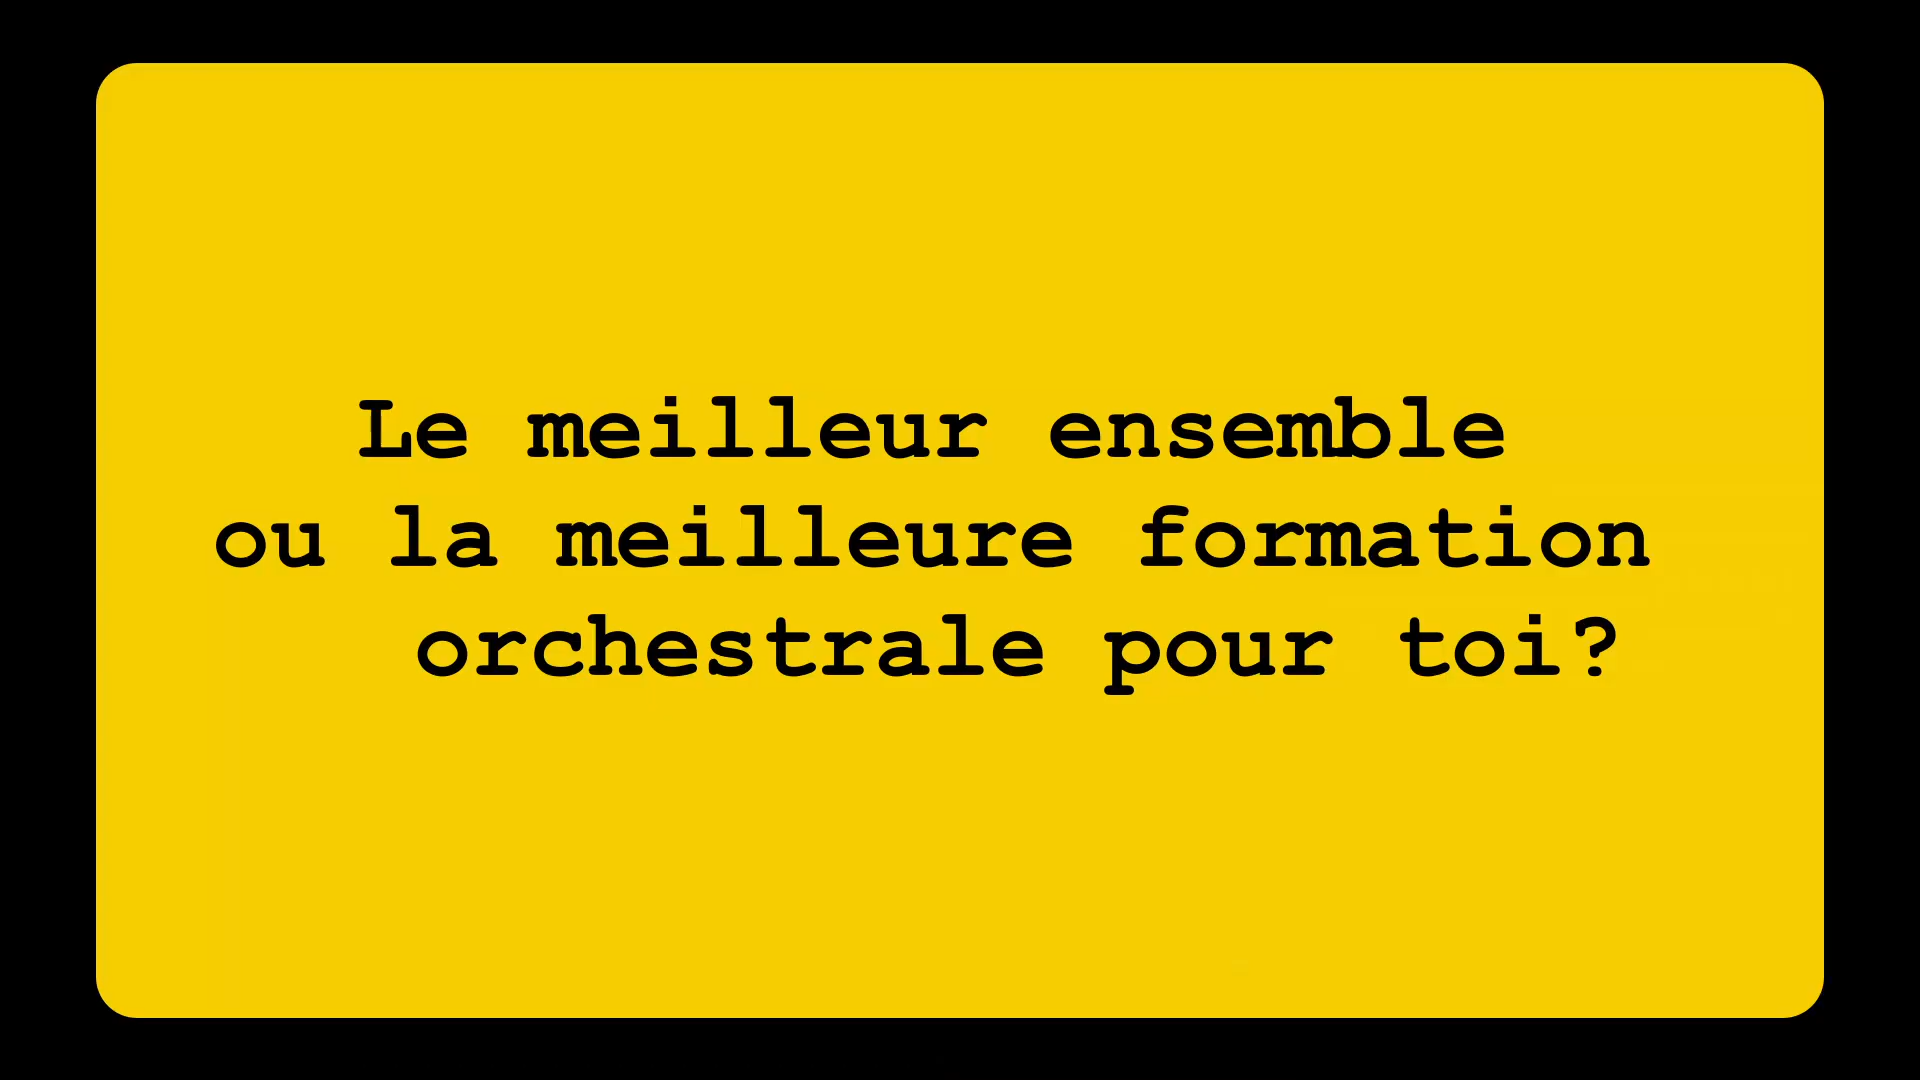 Le meilleur ensemble
ou la meilleure formation
orchestrale pour toi?